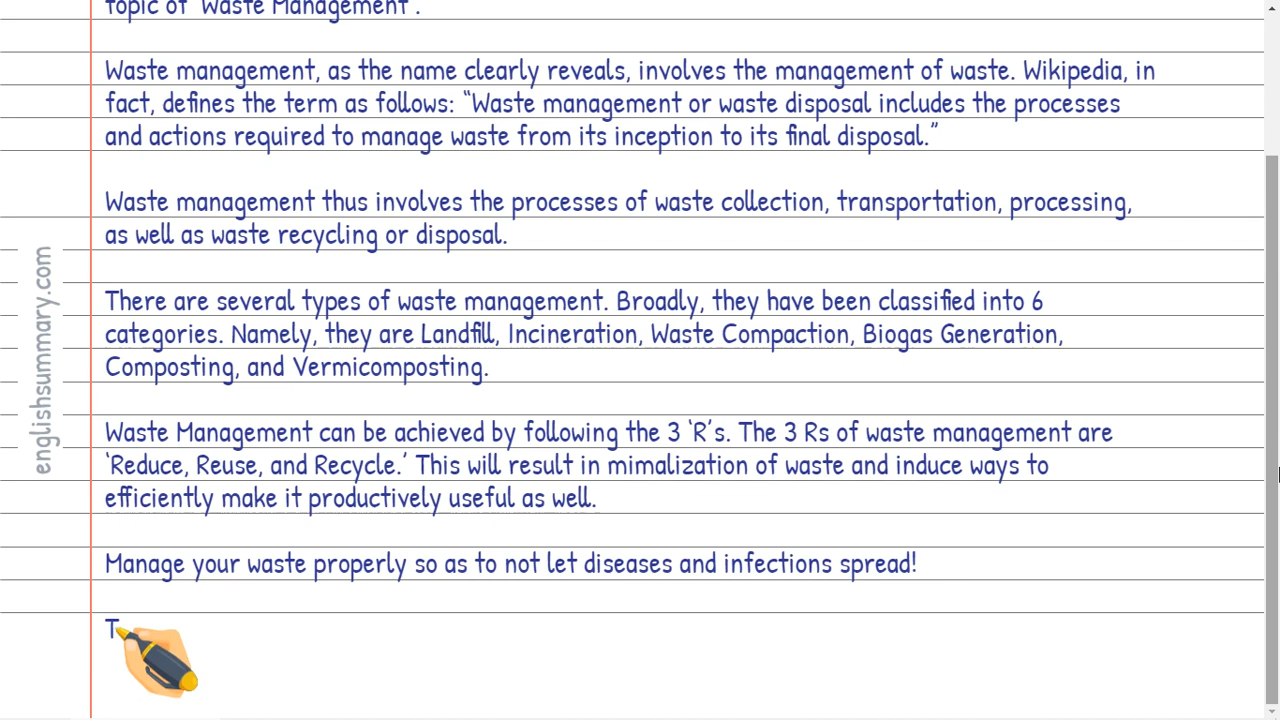 topic of 'Waste Management'.
Waste management, as the name clearly reveals, involves the management of waste. Wikipedia, in
fact, defines the term as follows: “Waste management or waste disposal includes the processes
and actions required to manage waste from its inception to its final disposal.”
Waste management thus involves the processes of waste collection, transportation, processing,
as well as waste recycling or disposal.
There are several types of waste management. Broadly, they have been classified into 6
categories. Namely, they are Landfill, Incineration, Waste Compaction, Biogas Generation,
Composting, and Vermicomposting.
Waste Management can be achieved by following the 3 ‘R’s. The 3 Rs of waste management are
‘Reduce, Reuse, and Recycle.’ This will result in mimalization of waste and induce ways to
efficiently make it productively useful as well.
Manage your waste properly so as to not let diseases and infections spread!
T
englishsummary.com